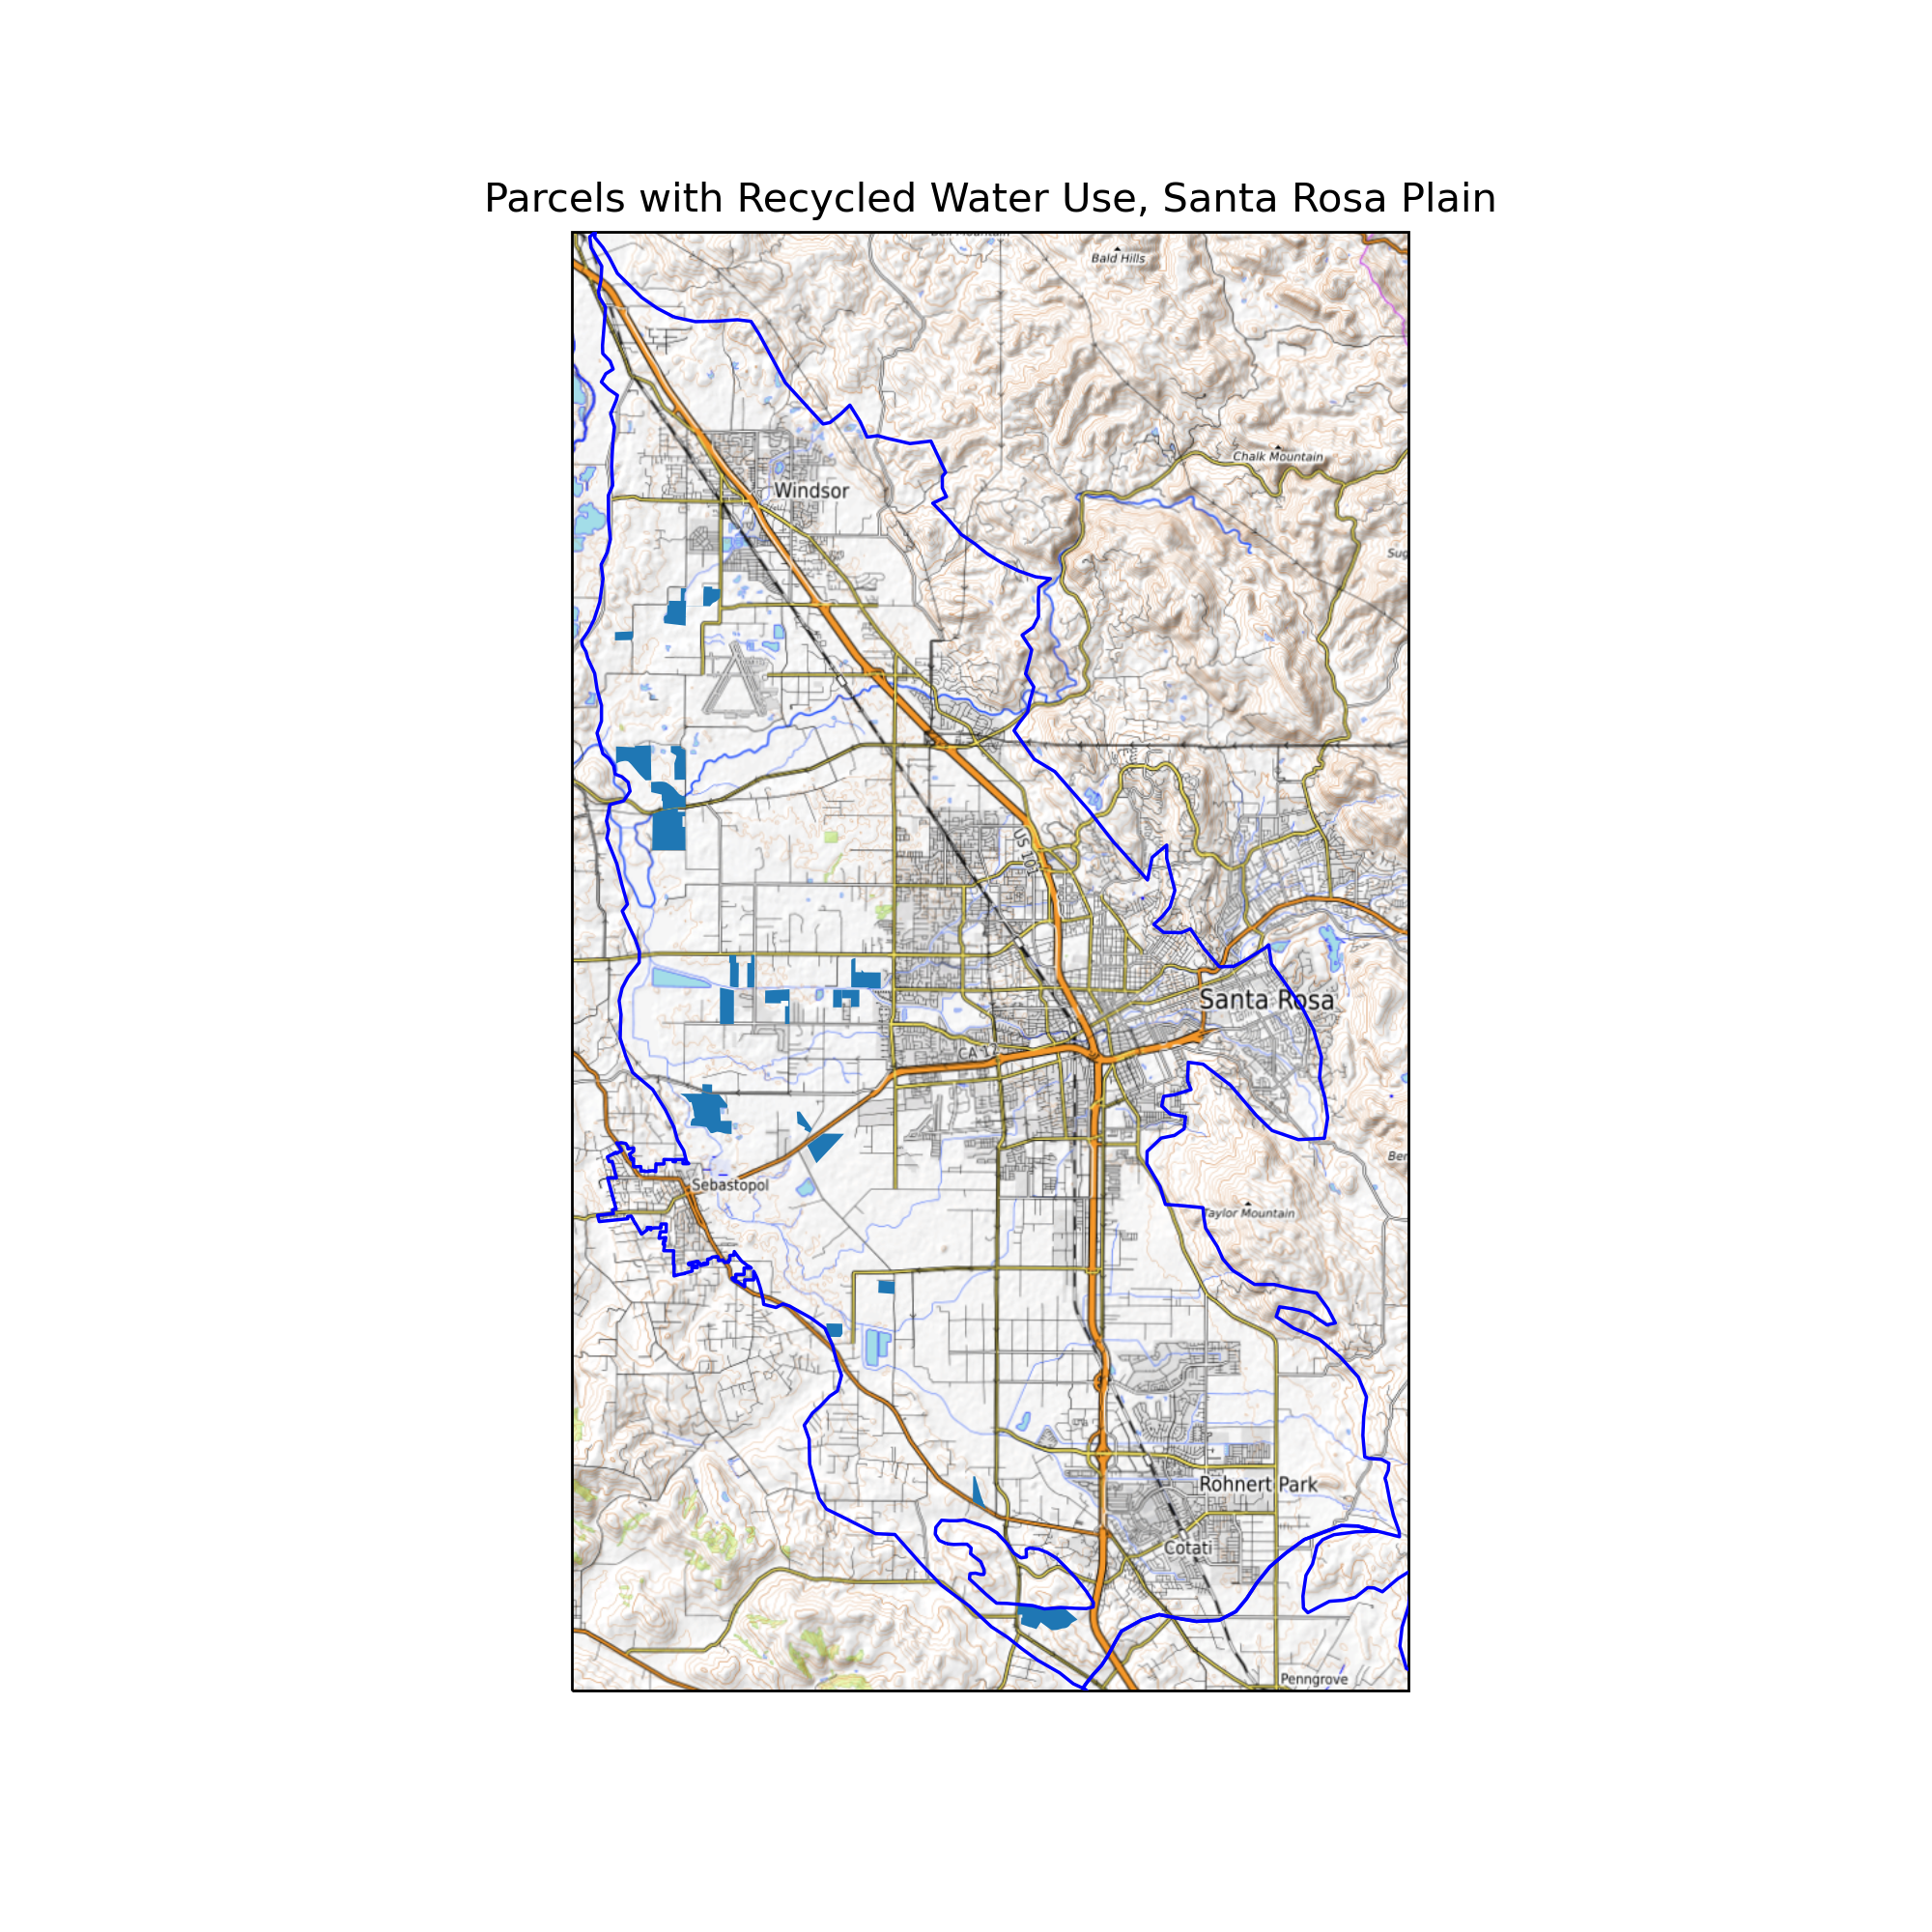 Parcels with Recycled Water Use, Santa Rosa Plain
Bald Hills
Chalk Mountain
Windsor
US 101
Santa Rosa
CA 12
Sebastopol
Taylor Mountain
Rohnert Park
Cotati
Penngrove